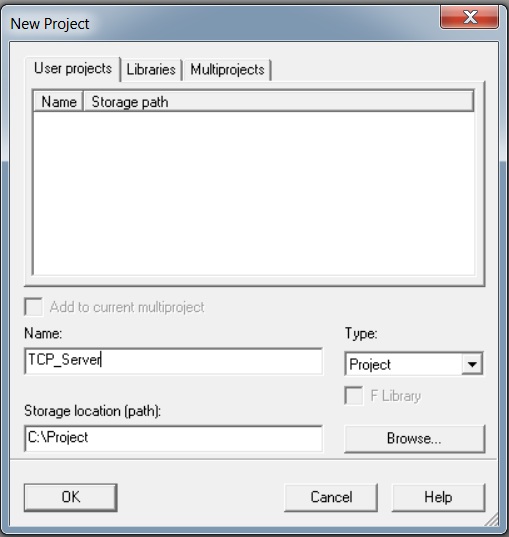 New Project
User projects Libraries Multiprojects
Name Storage path
Add to current multiproject
Name: Type:
TCP_Server Project
F Library
Storage location (path):
C:\Project Browse...
OK Cancel Help